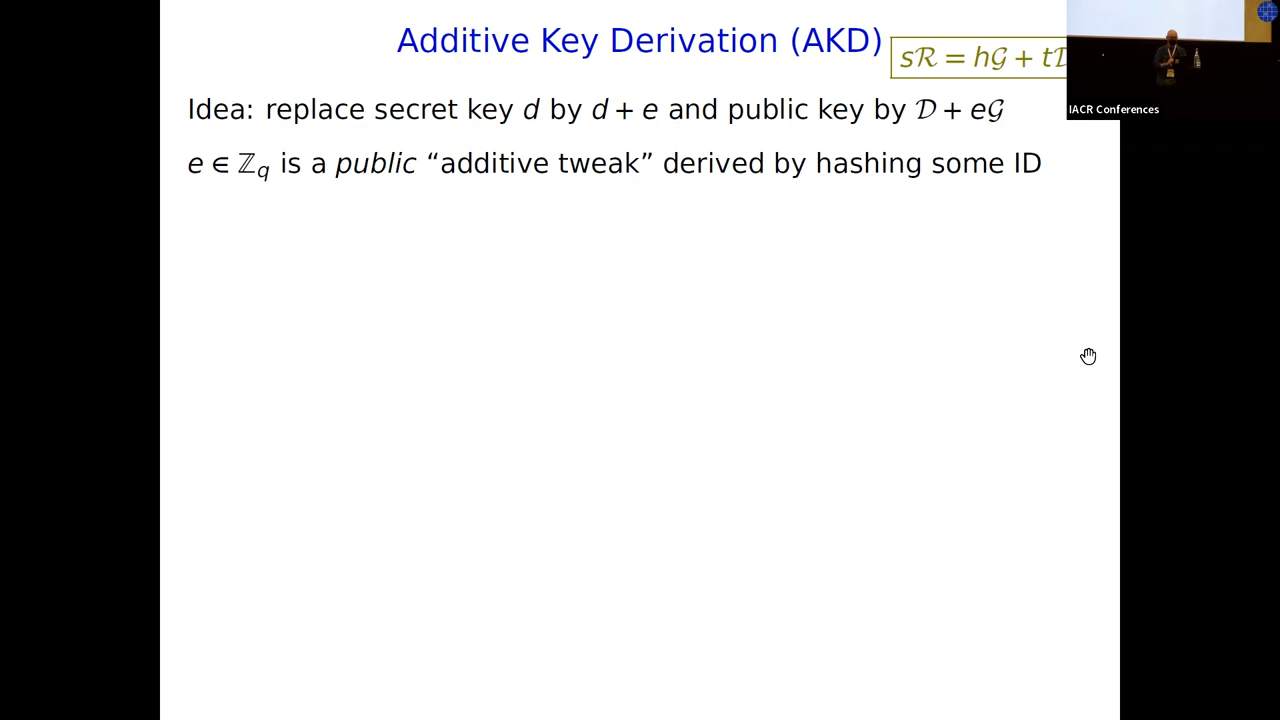 Additive Key Derivation (AKD)
sℛ = h𝒢 + t𝒟
Idea: replace secret key d by d + e and public key by 𝒟 + e𝒢
e ∈ ℤ_q is a public “additive tweak” derived by hashing some ID
IACR Conferences